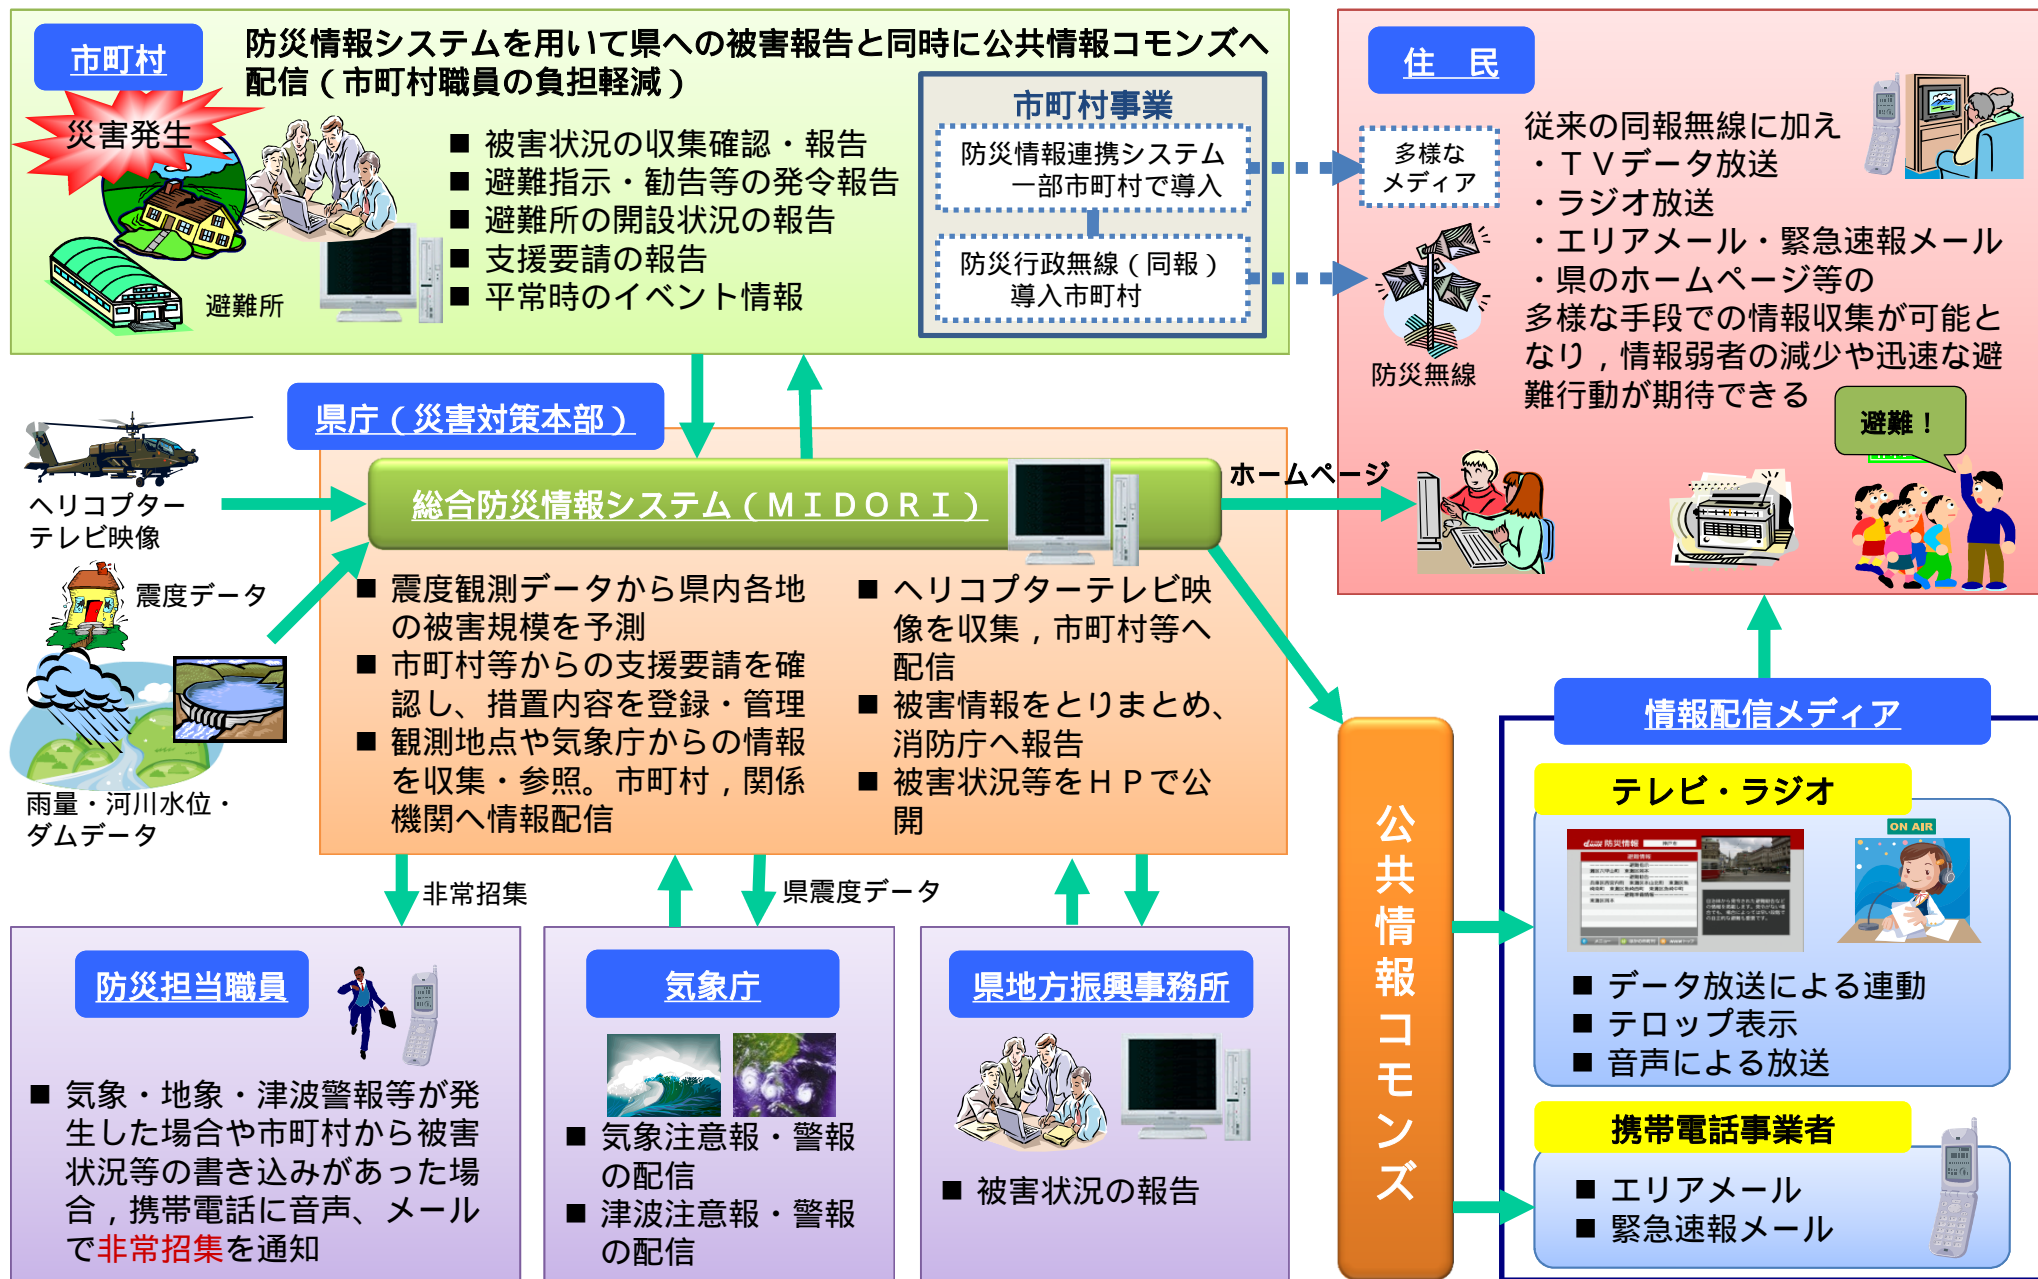 市町村
防災情報システムを用いて県への被害報告と同時に公共情報コモンズへ
配信（市町村職員の負担軽減）
災害発生
避難所
■ 被害状況の収集確認・報告
■ 避難指示・勧告等の発令報告
■ 避難所の開設状況の報告
■ 支援要請の報告
■ 平常時のイベント情報
市町村事業
防災情報連携システム
一部市町村で導入
防災行政無線（同報）
導入市町村
住　民
多様な
メディア
防災無線
従来の同報無線に加え
・ＴＶデータ放送
・ラジオ放送
・エリアメール・緊急速報メール
・県のホームページ等の
多様な手段での情報収集が可能と
なり，情報弱者の減少や迅速な避
難行動が期待できる
避難！
県庁（災害対策本部）
総合防災情報システム（ＭＩＤＯＲＩ）
ホームページ
ヘリコプター
テレビ映像
震度データ
雨量・河川水位・
ダムデータ
■ 震度観測データから県内各地
の被害規模を予測
■ 市町村等からの支援要請を確
認し、措置内容を登録・管理
■ 観測地点や気象庁からの情報
を収集・参照。市町村，関係
機関へ情報配信
■ ヘリコプターテレビ映
像を収集，市町村等へ
配信
■ 被害情報をとりまとめ、
消防庁へ報告
■ 被害状況等をＨＰで公
開
非常招集
県震度データ
防災担当職員
■ 気象・地象・津波警報等が発
生した場合や市町村から被害
状況等の書き込みがあった場
合，携帯電話に音声、メール
で非常招集を通知
気象庁
■ 気象注意報・警報
の配信
■ 津波注意報・警報
の配信
県地方振興事務所
■ 被害状況の報告
公共情報コモンズ
情報配信メディア
テレビ・ラジオ
防災情報
避難情報
ON AIR
■ データ放送による連動
■ テロップ表示
■ 音声による放送
携帯電話事業者
■ エリアメール
■ 緊急速報メール